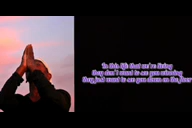 In this life that we're living
they don't want to see you winning
they just want to see you down on the floor